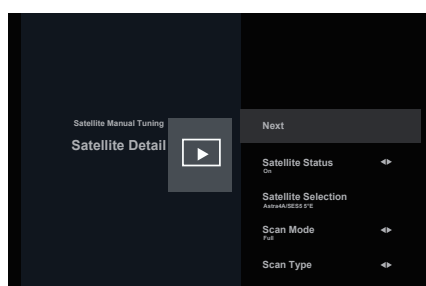 Satellite Manual Tuning
Satellite Detail
Next
Satellite Status
On
Satellite Selection
Astra4A/SES5 5°E
Scan Mode
Full
Scan Type